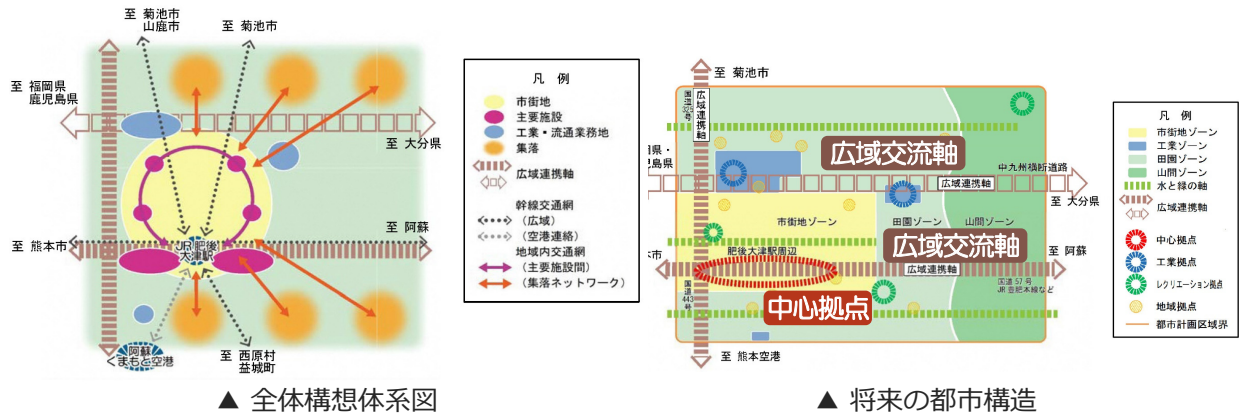 至 菊池市
山鹿市
至 菊池市
至 福岡県
鹿児島県
至 大分県
至 阿蘇
至 熊本市
JR 肥後
大津駅
阿蘇
くまもと空港
至 西原村
益城町
凡 例
市街地
主要施設
工業・流通業務地
集落
広域連携軸
幹線交通網
(広域)
(空港連絡)
地域内交通網
(主要施設間)
(集落ネットワーク)
▲ 全体構想体系図
至 菊池市
国道325号
広域連携軸
広域交流軸
岡県・
児島県
中九州横断道路
広域連携軸
至 大分県
市街地ゾーン
田園ゾーン
山間ゾーン
広域交流軸
肥後大津駅周辺
至 阿蘇
広域連携軸
国道57号
JR豊肥本線など
国道443号
中心拠点
至 熊本空港
凡 例
市街地ゾーン
工業ゾーン
田園ゾーン
山間ゾーン
水と緑の軸
広域連携軸
中心拠点
工業拠点
レクリエーション拠点
地域拠点
都市計画区域界
▲ 将来の都市構造